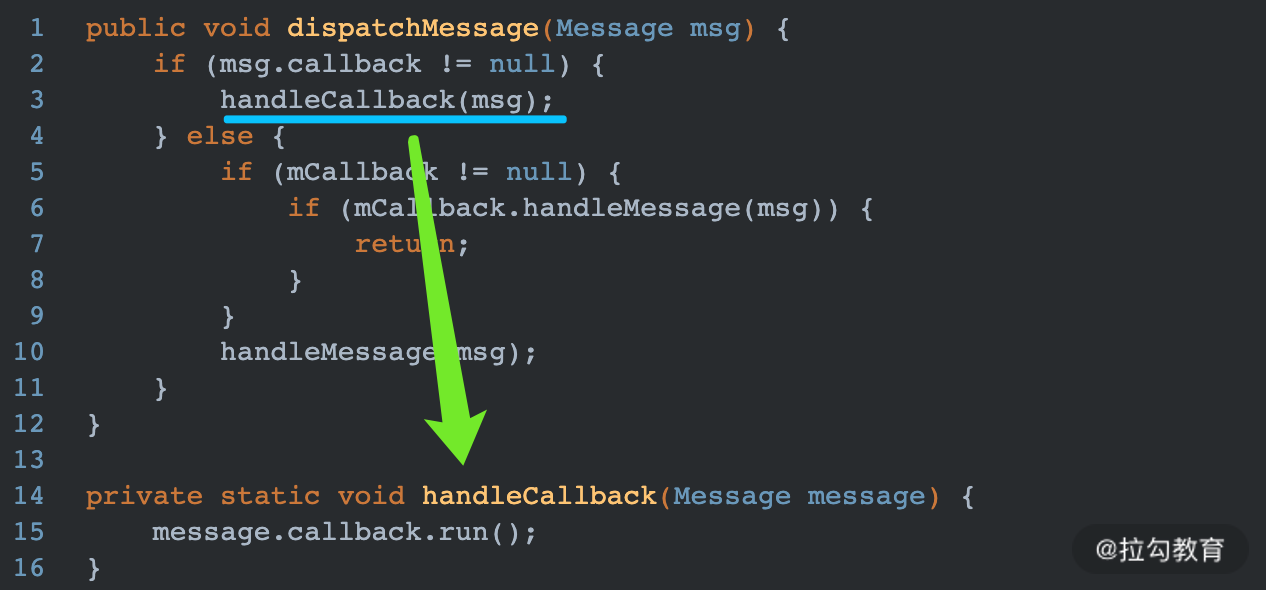 1 public void dispatchMessage(Message msg) {
2 if (msg.callback != null) {
3 handleCallback(msg);
4 } else {
5 if (mCallback != null) {
6 if (mCallback.handleMessage(msg)) {
7 return;
8 }
9 }
10 handleMessage(msg);
11 }
12 }
13
14 private static void handleCallback(Message message) {
15 message.callback.run();
16 }
@拉勾教育